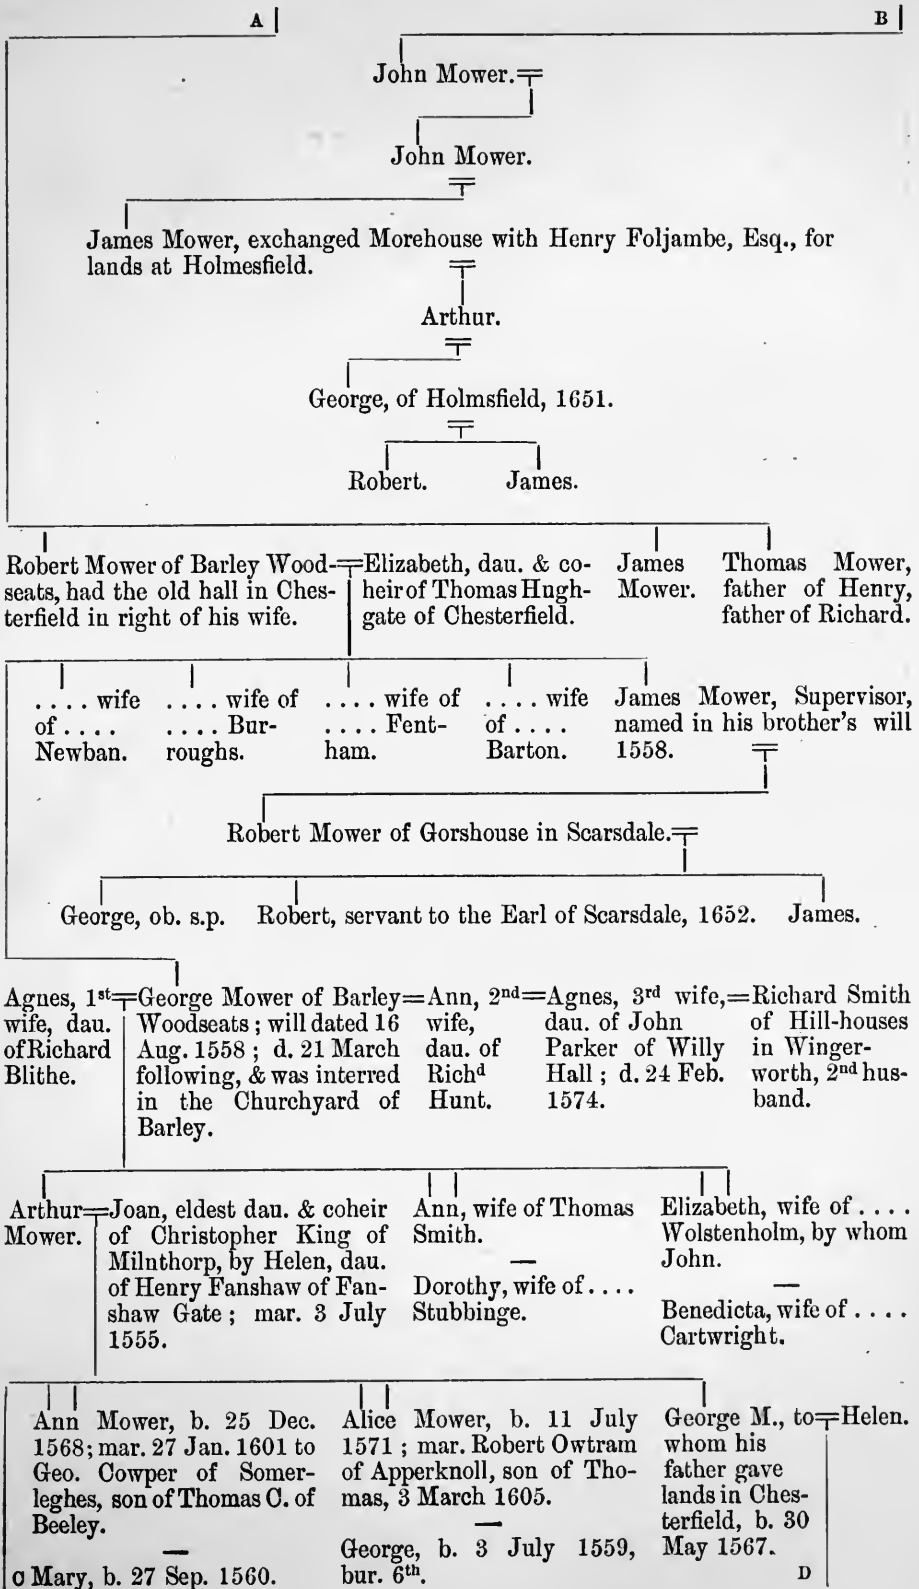 A B
John Mower.
John Mower.
James Mower, exchanged Morehouse with Henry Foljambe, Esq., for
lands at Holmesfield.
Arthur.
George, of Holmsfield, 1651.
Robert. James.
Robert Mower of Barley Wood-
seats, had the old hall in Ches-
terfield in right of his wife.
Elizabeth, dau. & co-
heir of Thomas Hugh-
gate of Chesterfield.
James
Mower.
Thomas Mower,
father of Henry,
father of Richard.
.... wife
of ....
Newban.
.... wife of
.... Bur-
roughs.
.... wife of
.... Fent-
ham.
.... wife
of ....
Barton.
James Mower, Supervisor,
named in his brother's will
1558.
Robert Mower of Gorshouse in Scarsdale.
George, ob. s.p. Robert, servant to the Earl of Scarsdale, 1652. James.
Agnes, 1st
wife, dau.
of Richard
Blithe.
George Mower of Barley
Woodseats; will dated 16
Aug. 1558; d. 21 March
following, & was interred
in the Churchyard of
Barley.
Ann, 2nd
wife,
dau. of
Richd
Hunt.
Agnes, 3rd wife,
dau. of John
Parker of Willy
Hall; d. 24 Feb.
1574.
Richard Smith
of Hill-houses
in Winger-
worth, 2nd hus-
band.
Arthur
Mower.
Joan, eldest dau. & coheir
of Christopher King of
Milnthorp, by Helen, dau.
of Henry Fanshaw of Fan-
shaw Gate; mar. 3 July
1555.
Ann, wife of Thomas
Smith.
Dorothy, wife of ....
Stubbinge.
Elizabeth, wife of ....
Wolstenholm, by whom
John.
Benedicta, wife of ....
Cartwright.
Ann Mower, b. 25 Dec.
1568; mar. 27 Jan. 1601 to
Geo. Cowper of Somer-
leghes, son of Thomas C. of
Beeley.
C Mary, b. 27 Sep. 1560.
Alice Mower, b. 11 July
1571; mar. Robert Owtram
of Apperknoll, son of Tho-
mas, 3 March 1605.
George, b. 3 July 1559,
bur. 6th.
George M., to
whom his
father gave
lands in Ches-
terfield, b. 30
May 1567.
Helen.
D